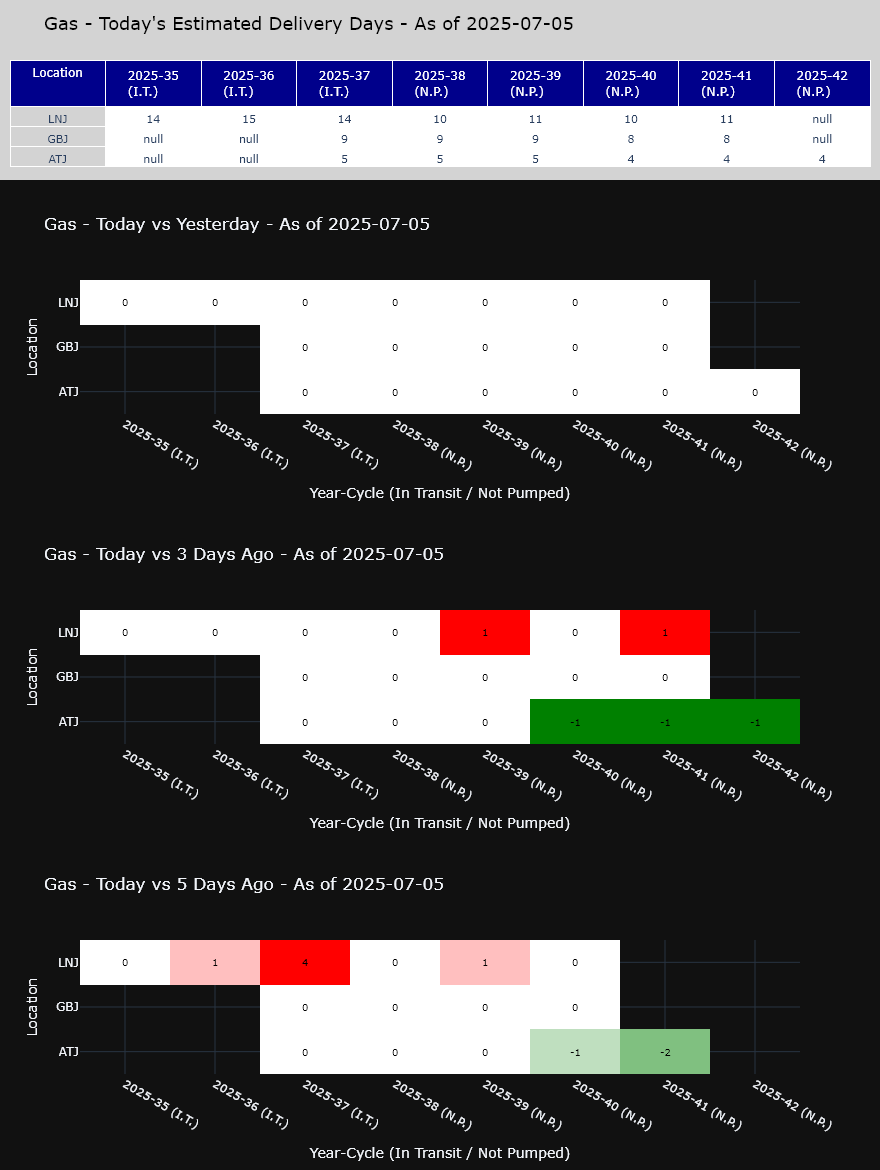 Gas - Today's Estimated Delivery Days - As of 2025-07-05
Location 2025-35 (I.T.) 2025-36 (I.T.) 2025-37 (I.T.) 2025-38 (N.P.) 2025-39 (N.P.) 2025-40 (N.P.) 2025-41 (N.P.) 2025-42 (N.P.)
LNJ 14 15 14 10 11 10 11 null
GBJ null null 9 9 9 8 8 null
ATJ null null 5 5 5 4 4 4
Gas - Today vs Yesterday - As of 2025-07-05
Location
LNJ 0 0 0 0 0 0 0
GBJ 0 0 0 0 0
ATJ 0 0 0 0 0 0
2025-35 (I.T.) 2025-36 (I.T.) 2025-37 (I.T.) 2025-38 (N.P.) 2025-39 (N.P.) 2025-40 (N.P.) 2025-41 (N.P.) 2025-42 (N.P.)
Year-Cycle (In Transit / Not Pumped)
Gas - Today vs 3 Days Ago - As of 2025-07-05
Location
LNJ 0 0 0 0 1 0 1
GBJ 0 0 0 0 0
ATJ 0 0 0 -1 -1 -1
2025-35 (I.T.) 2025-36 (I.T.) 2025-37 (I.T.) 2025-38 (N.P.) 2025-39 (N.P.) 2025-40 (N.P.) 2025-41 (N.P.) 2025-42 (N.P.)
Year-Cycle (In Transit / Not Pumped)
Gas - Today vs 5 Days Ago - As of 2025-07-05
Location
LNJ 0 1 4 0 1 0
GBJ 0 0 0 0
ATJ 0 0 0 -1 -2
2025-35 (I.T.) 2025-36 (I.T.) 2025-37 (I.T.) 2025-38 (N.P.) 2025-39 (N.P.) 2025-40 (N.P.) 2025-41 (N.P.) 2025-42 (N.P.)
Year-Cycle (In Transit / Not Pumped)